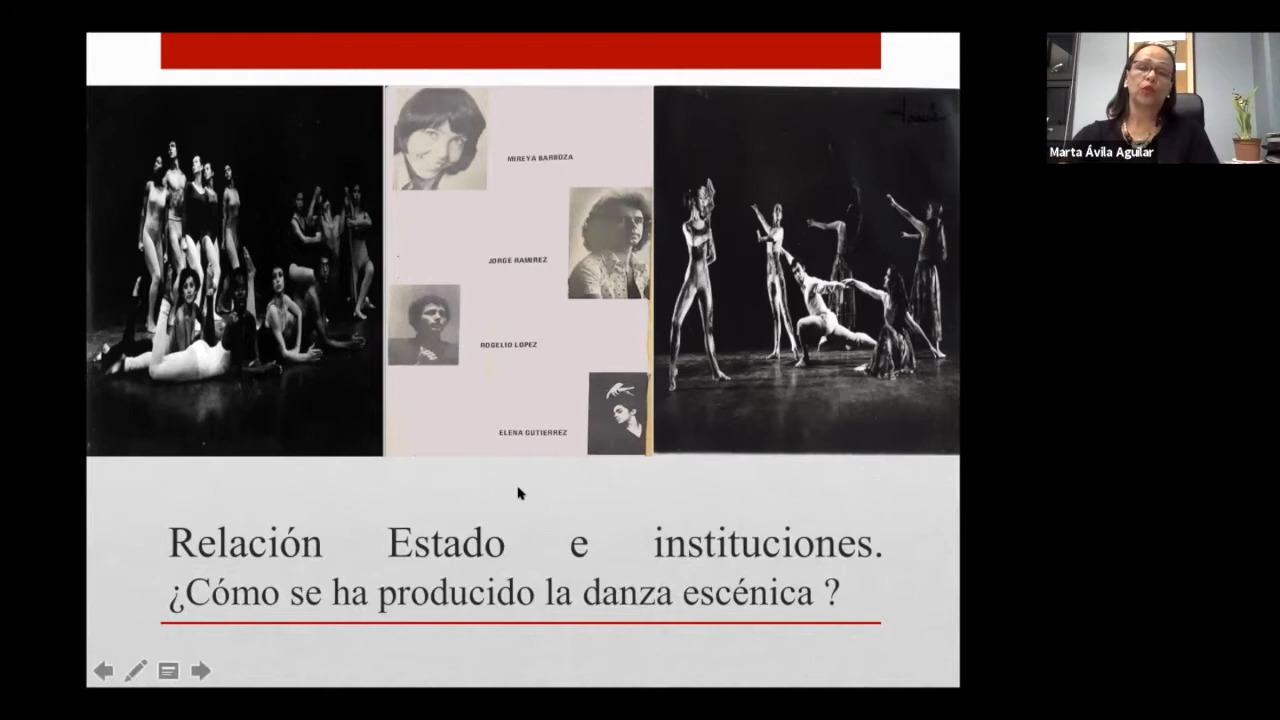 MIREYA BARBOZA
JORGE RAMIREZ
ROGELIO LOPEZ
ELENA GUTIERREZ
Relación Estado e instituciones.
¿Cómo se ha producido la danza escénica ?
Marta Ávila Aguilar